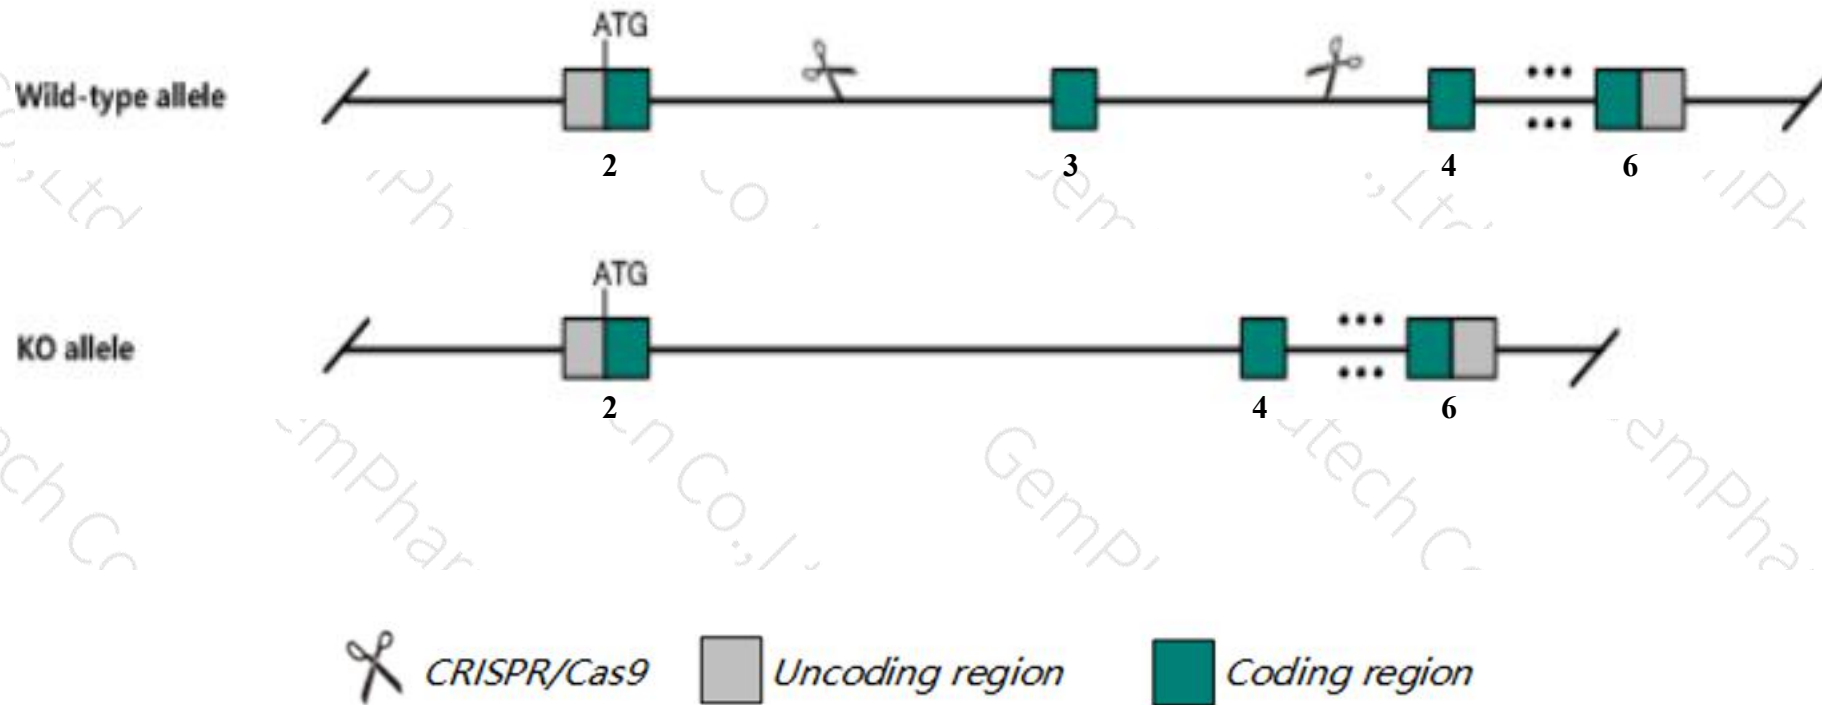 ATG
Wild-type allele
2 3 4 6
ATG
KO allele
2 4 6
CRISPR/Cas9 Uncoding region Coding region